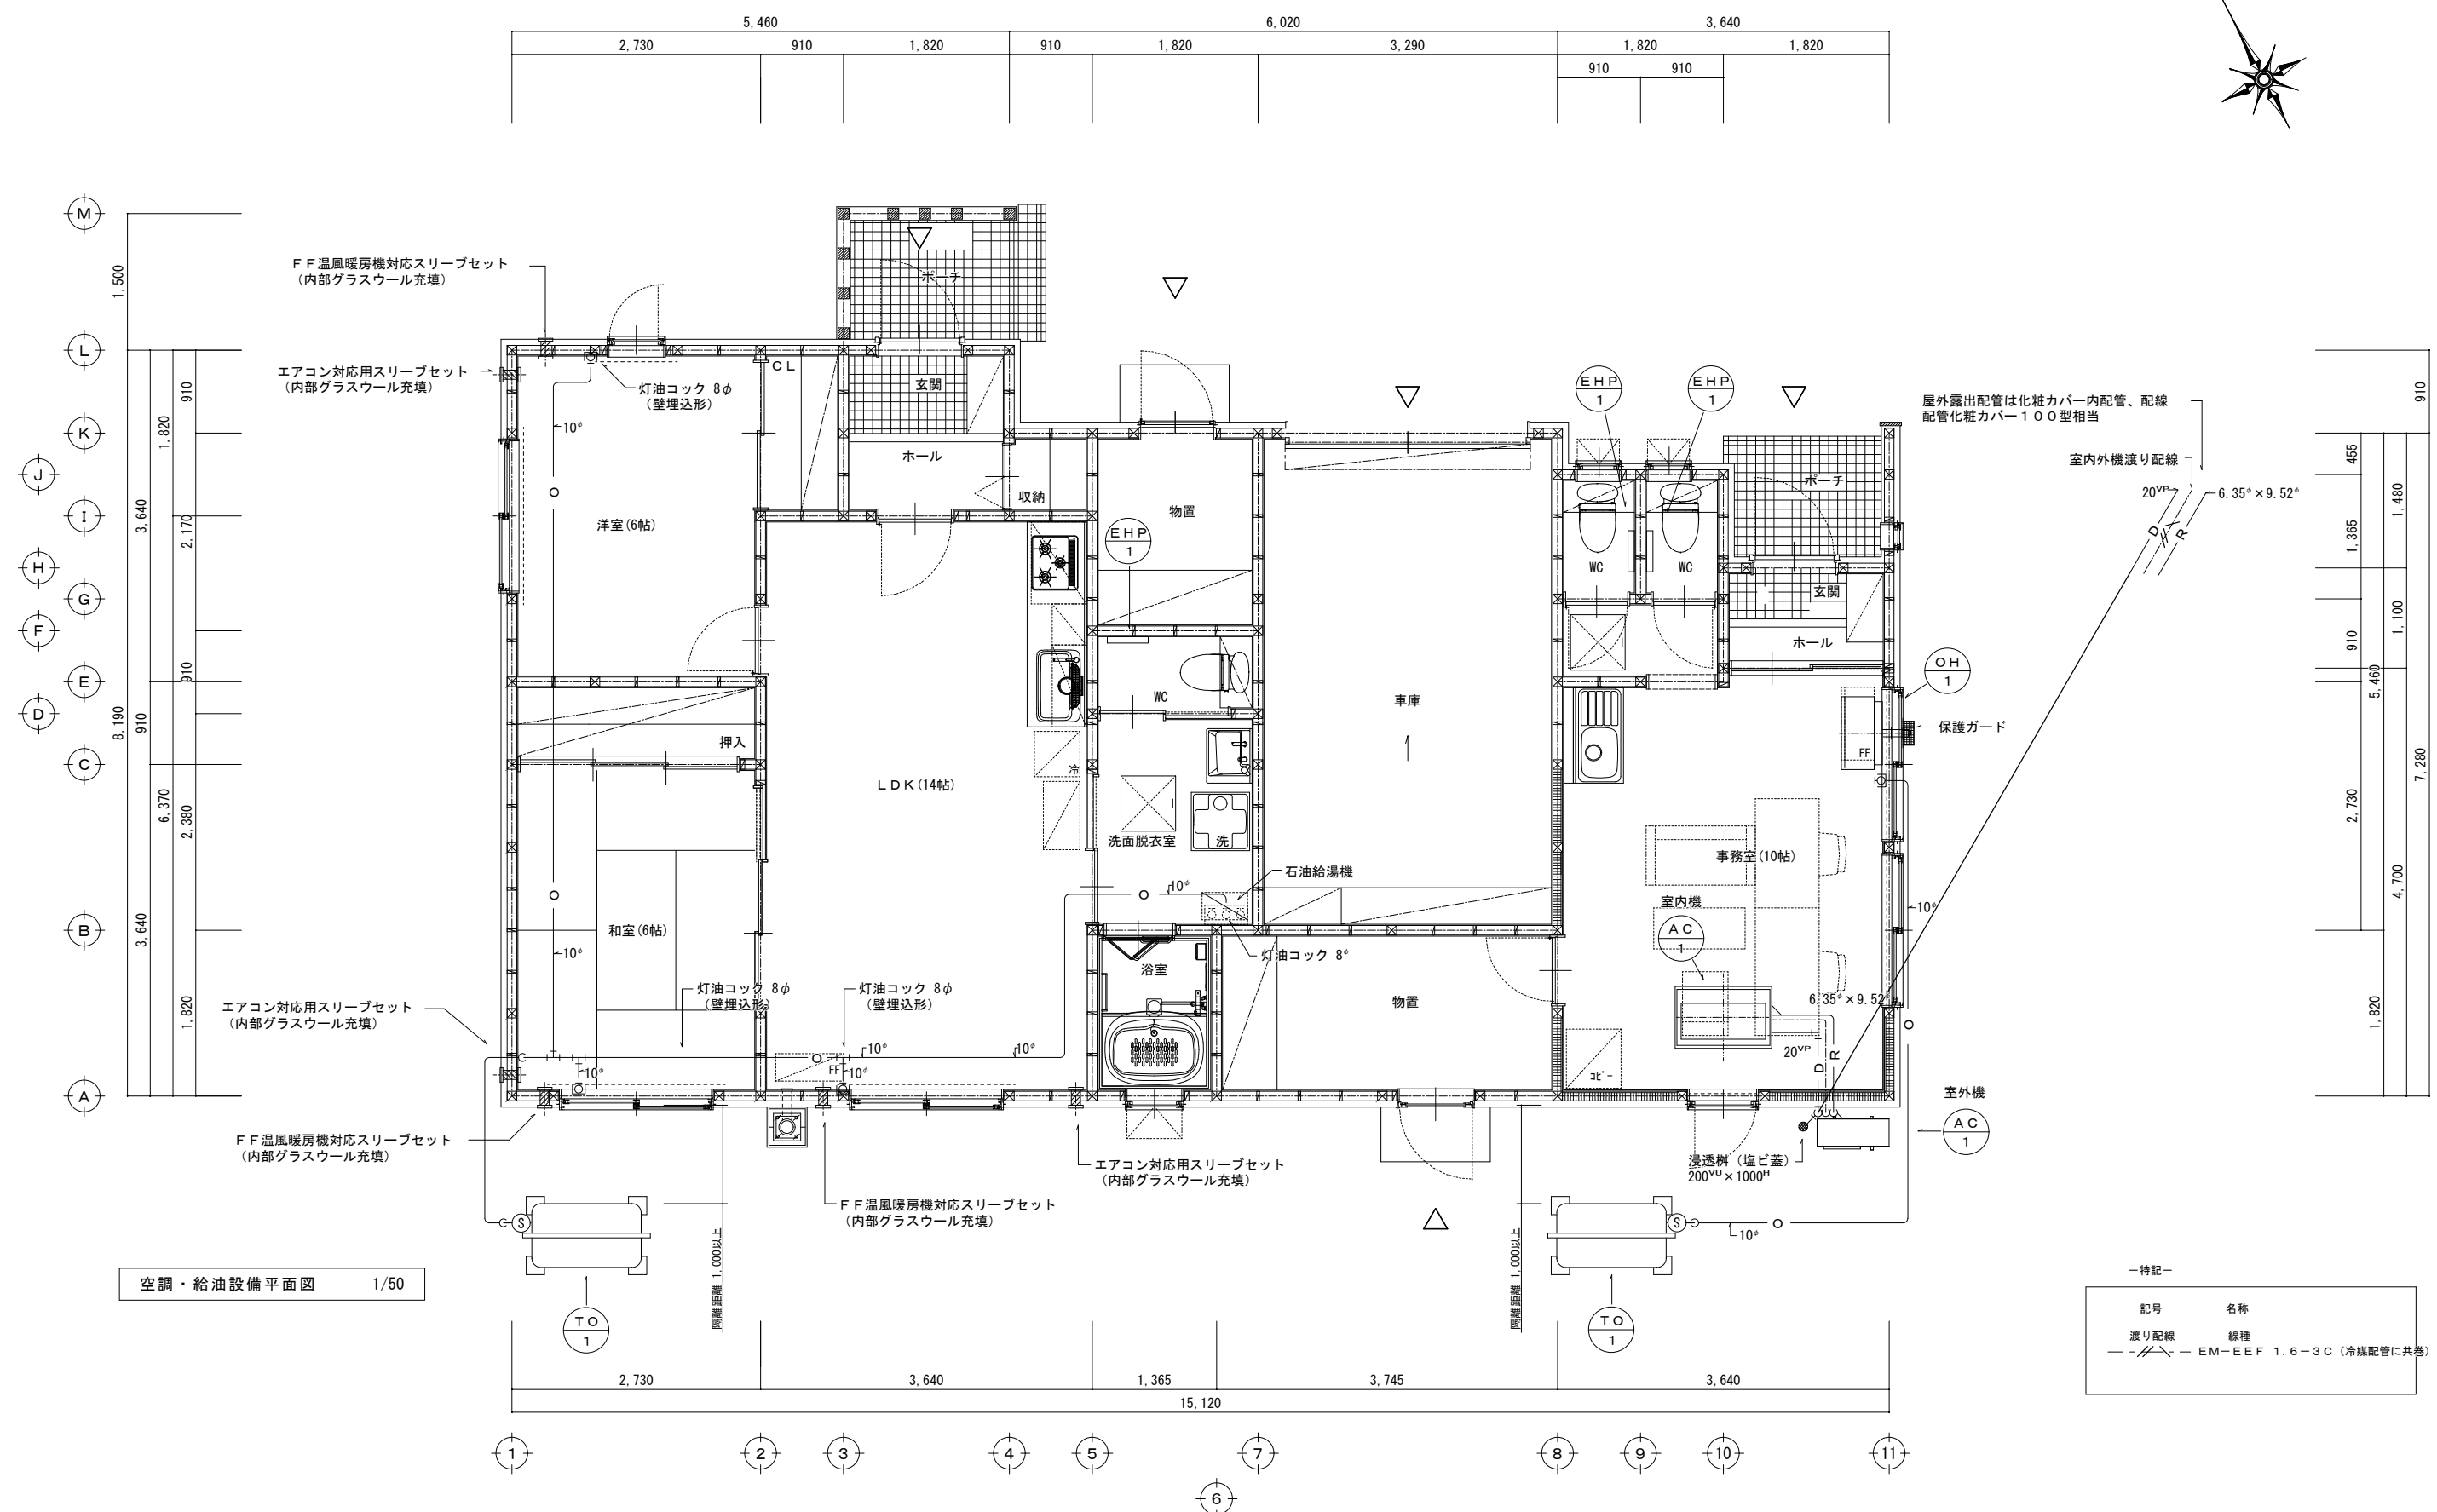 5,460
6,020
3,640
2,730
910
1,820
910
1,820
3,290
1,820
1,820
910
910
M
L
K
J
I
H
G
F
E
D
C
B
A
1,500
8,190
3,640
910
3,640
1,820
6,370
910
2,170
910
2,380
1,820
FF温風暖房機対応スリーブセット
(内部グラスウール充填)
エアコン対応用スリーブセット
(内部グラスウール充填)
灯油コック 8φ
(壁埋込形)
10φ
O
洋室(6帖)
CL
ポーチ
玄関
ホール
収納
物置
EHP
1
EHP
1
EHP
1
WC
WC
ポーチ
玄関
ホール
屋外露出配管は化粧カバー内配管、配線
配管化粧カバー100型相当
室内外機渡り配線
20VP
6.35φ×9.52φ
D
R
910
455
1,365
910
2,730
1,480
1,100
5,460
4,700
1,820
7,280
OH
1
保護ガード
FF
押入
LDK(14帖)
冷
WC
洗面脱衣室
洗
車庫
石油給湯機
10φ
O
灯油コック 8φ
事務室(10帖)
室内機
AC
1
10φ
O
6.35φ×9.52
20VP
D
R
コピー
和室(6帖)
O
10φ
浴室
物置
エアコン対応用スリーブセット
(内部グラスウール充填)
灯油コック 8φ
(壁埋込形)
灯油コック 8φ
(壁埋込形)
10φ
O
FF
10φ
10φ
10φ
室外機
AC
1
FF温風暖房機対応スリーブセット
(内部グラスウール充填)
エアコン対応用スリーブセット
(内部グラスウール充填)
FF温風暖房機対応スリーブセット
(内部グラスウール充填)
浸透桝(塩ビ蓋)
200VU×1000H
S
S
O
10φ
隔離距離 1,000以上
隔離距離 1,000以上
TO
1
TO
1
空調・給油設備平面図 1/50
-特記-
記号 名称
渡り配線 線種
EM-EEF 1.6-3C (冷媒配管に共巻)
2,730
3,640
1,365
3,745
3,640
15,120
1
2
3
4
5
7
8
9
10
11
6